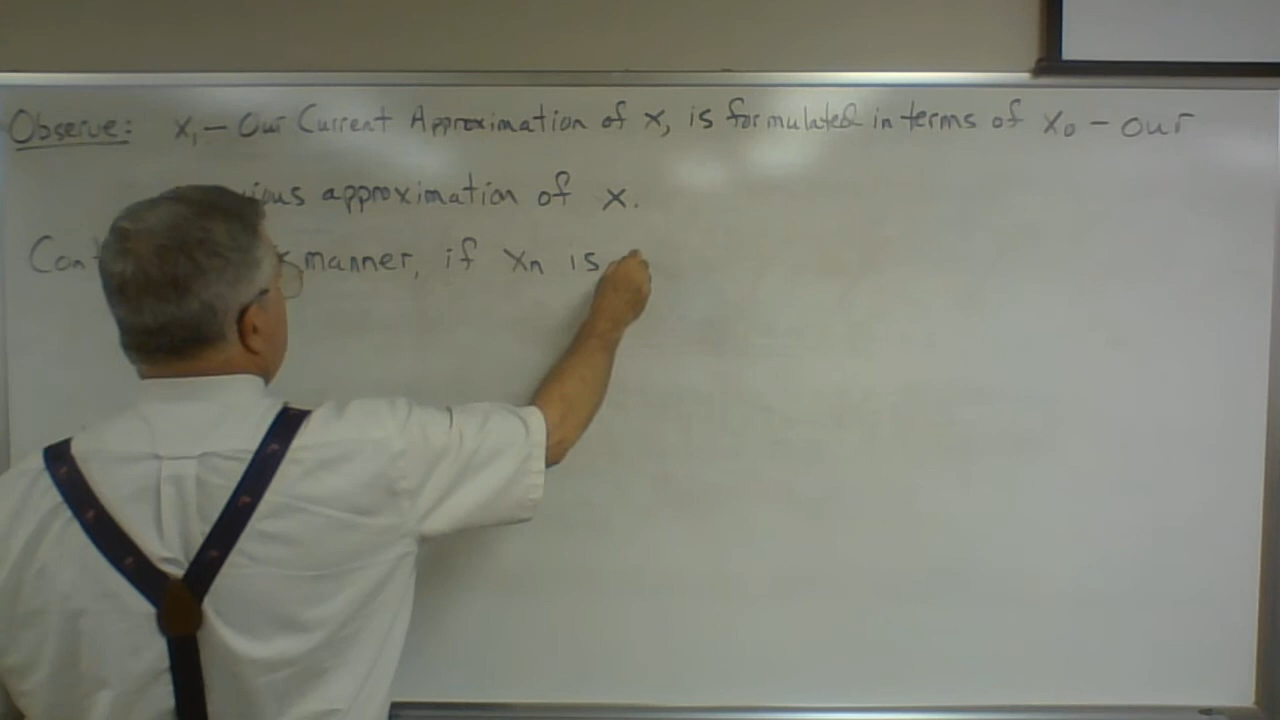 Observe: x₁ – Our Current Approximation of x, is formulated in terms of x₀ – our
approximation of x.
manner, if xₙ is